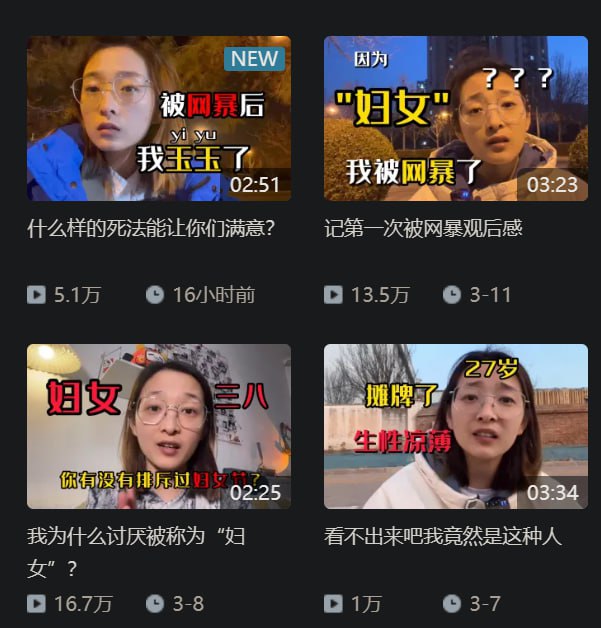 NEW
被网暴后
yi yu
我玉玉了
02:51
因为
？？？
"妇女"
我被网暴了
03:23
什么样的死法能让你们满意？
记第一次被网暴观后感
5.1万
16小时前
13.5万
3-11
妇女
三八
你有没有排斥过妇女节？
02:25
27岁
摊牌了
生性凉薄
03:34
我为什么讨厌被称为“妇
女”？
看不出来吧我竟然是这种人
16.7万
3-8
1万
3-7